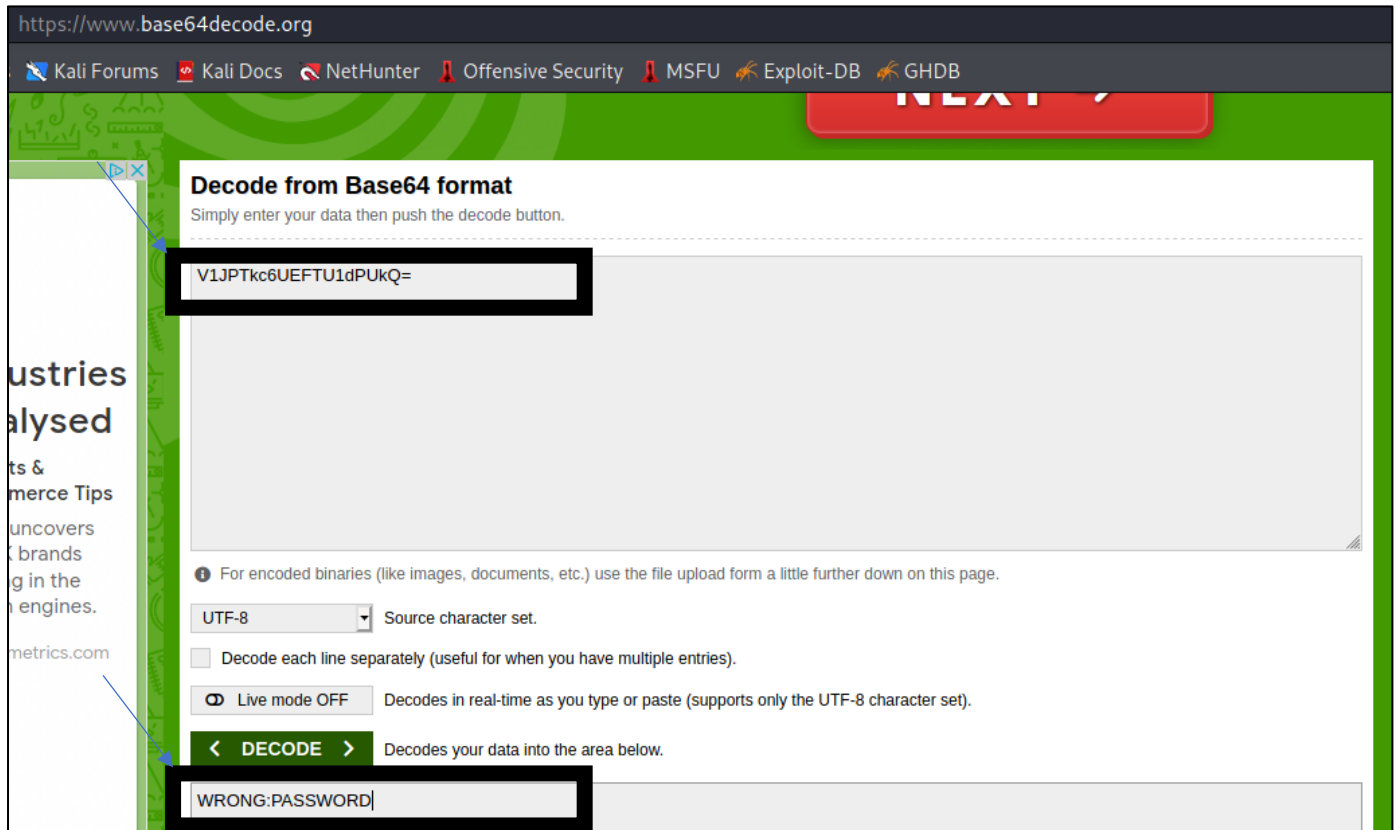 https://www.base64decode.org
Kali Forums Kali Docs NetHunter Offensive Security MSFU Exploit-DB GHDB
NEXT
Decode from Base64 format
Simply enter your data then push the decode button.
V1JPTkc6UEFTU1dPUkQ=
ustries
alysed
ts &
merce Tips
uncovers
brands
g in the
engines.
metrics.com
For encoded binaries (like images, documents, etc.) use the file upload form a little further down on this page.
UTF-8 Source character set.
Decode each line separately (useful for when you have multiple entries).
Live mode OFF Decodes in real-time as you type or paste (supports only the UTF-8 character set).
< DECODE > Decodes your data into the area below.
WRONG:PASSWORD